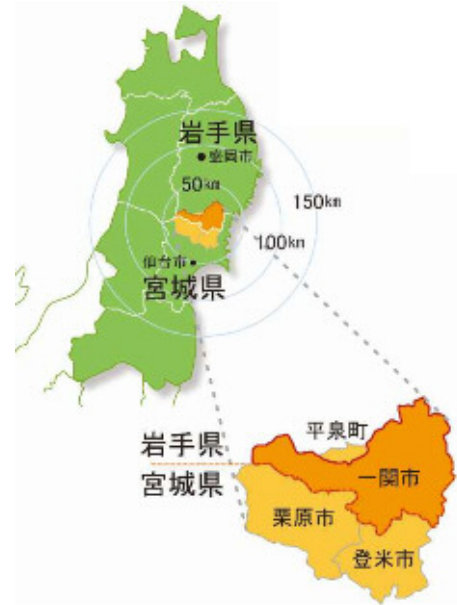 岩手県
●盛岡市
50km
150km
100km
仙台市●
宮城県
平泉町
岩手県
一関市
宮城県
栗原市
登米市